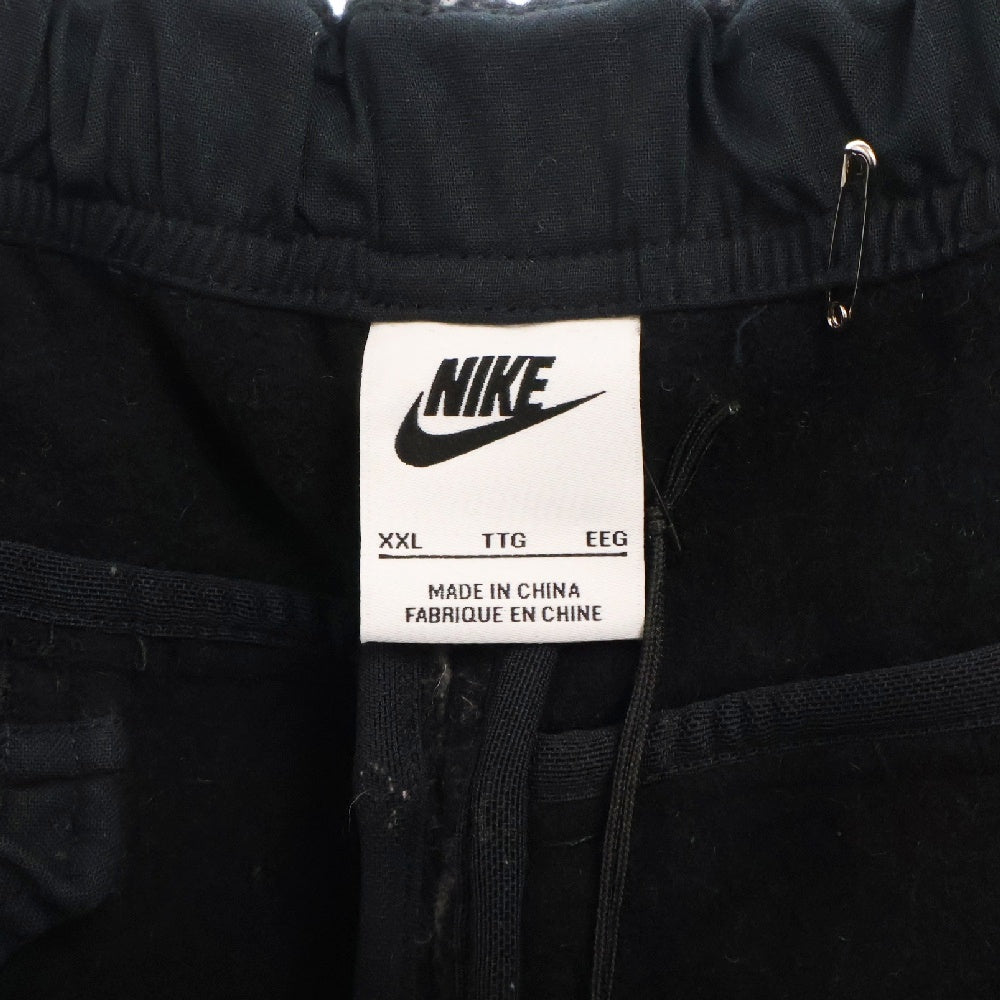 NIKE
XXL TTG EEG
MADE IN CHINA
FABRIQUE EN CHINE